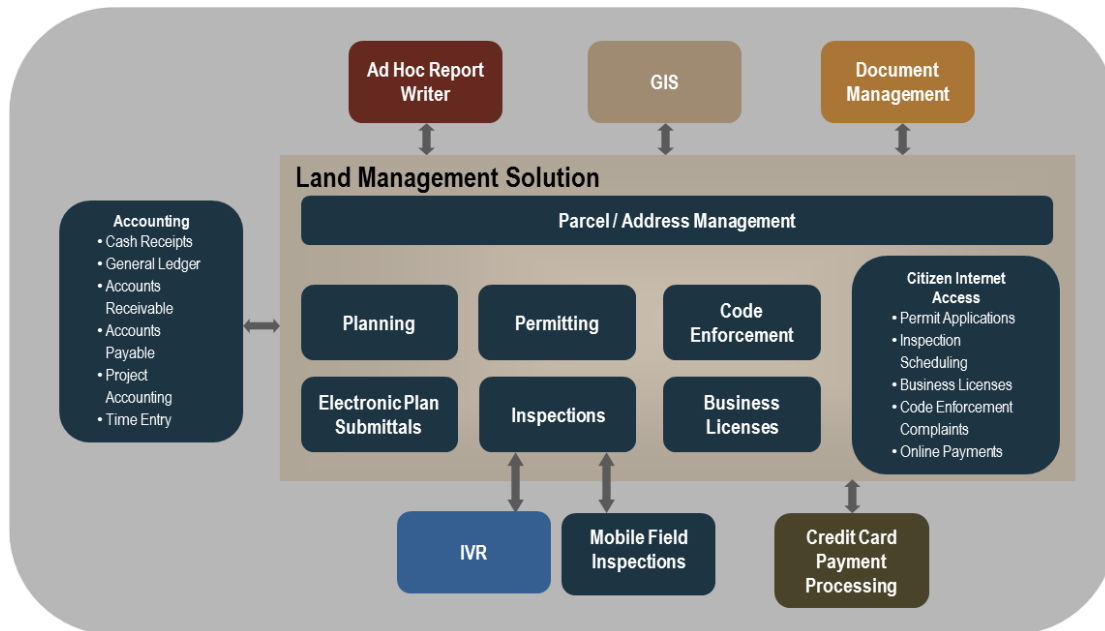 Ad Hoc Report
Writer
GIS
Document
Management
Land Management Solution
Parcel / Address Management
Accounting
• Cash Receipts
• General Ledger
• Accounts
Receivable
• Accounts
Payable
• Project
Accounting
• Time Entry
Planning
Permitting
Code
Enforcement
Electronic Plan
Submittals
Inspections
Business
Licenses
Citizen Internet
Access
• Permit Applications
• Inspection
Scheduling
• Business Licenses
• Code Enforcement
Complaints
• Online Payments
IVR
Mobile Field
Inspections
Credit Card
Payment
Processing